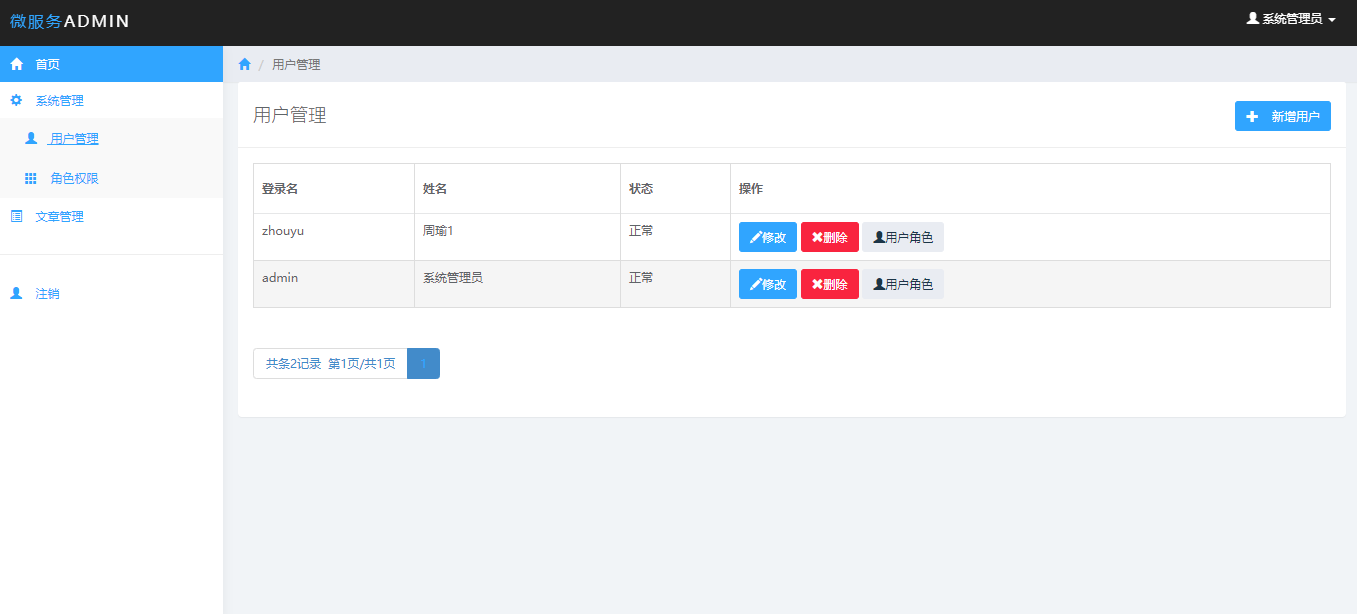 微服务ADMIN
系统管理员
首页
系统管理
用户管理
角色权限
文章管理
注销
/ 用户管理
用户管理
新增用户
登录名 姓名 状态 操作
zhouyu 周瑜1 正常 修改 删除 用户角色
admin 系统管理员 正常 修改 删除 用户角色
共条2记录 第1页/共1页 1